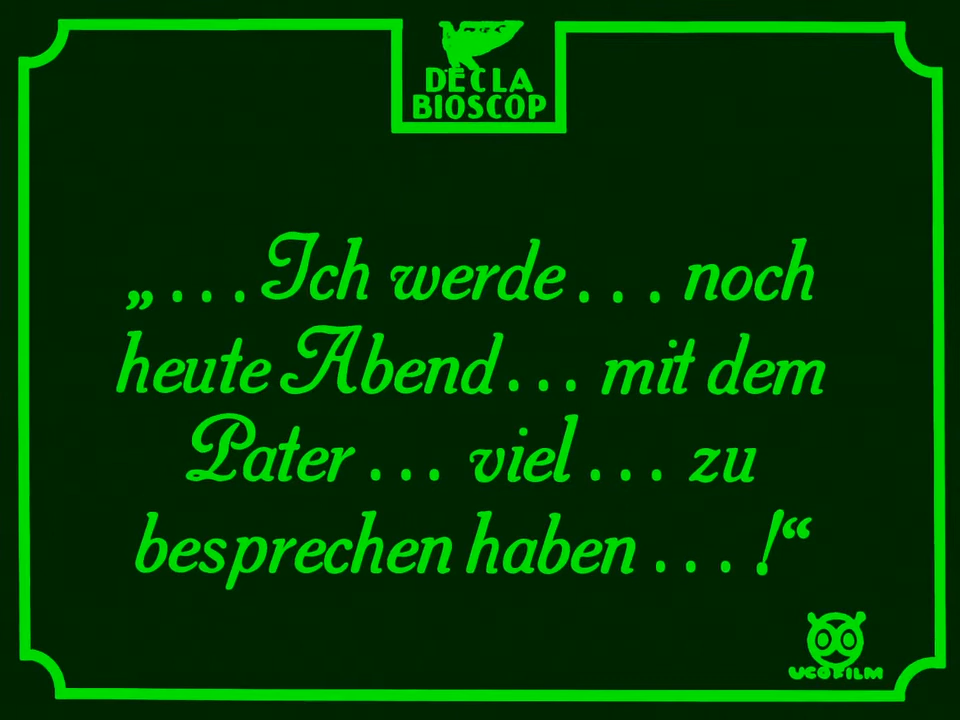 DECLA
BIOSCOP
„...Ich werde... noch
heute Abend... mit dem
Pater... viel... zu
besprechen haben ....!“
UCOFILM